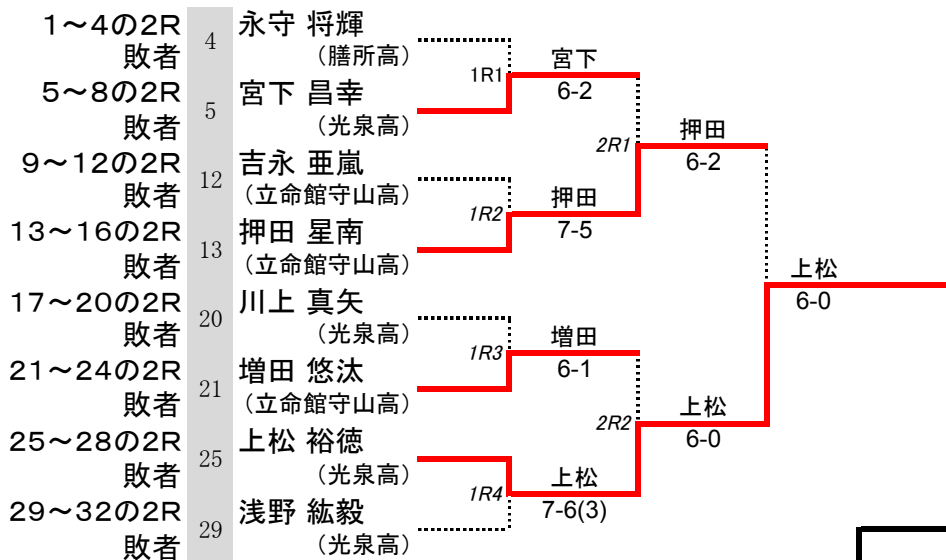 1～4の2R
敗者
4
永守 将輝
（膳所高）
5～8の2R
敗者
5
宮下 昌幸
（光泉高）
9～12の2R
敗者
12
吉永 亜嵐
（立命館守山高）
13～16の2R
敗者
13
押田 星南
（立命館守山高）
17～20の2R
敗者
20
川上 真矢
（光泉高）
21～24の2R
敗者
21
増田 悠汰
（立命館守山高）
25～28の2R
敗者
25
上松 裕徳
（光泉高）
29～32の2R
敗者
29
浅野 紘毅
（光泉高）
1R1
宮下
6-2
1R2
押田
7-5
1R3
増田
6-1
1R4
上松
7-6(3)
2R1
押田
6-2
2R2
上松
6-0
上松
6-0